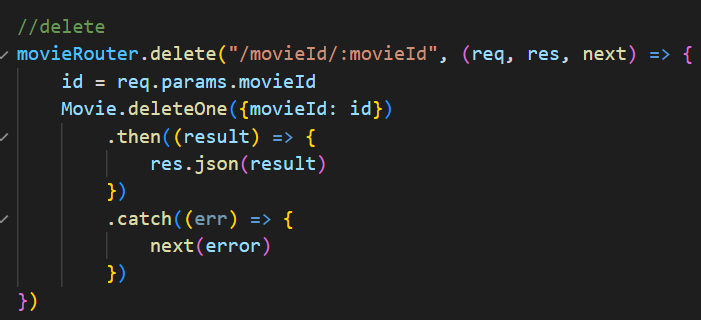 //delete
movieRouter.delete("/movieId/:movieId", (req, res, next) => {
    id = req.params.movieId
    Movie.deleteOne({movieId: id})
        .then((result) => {
            res.json(result)
        })
        .catch((err) => {
            next(error)
        })
})